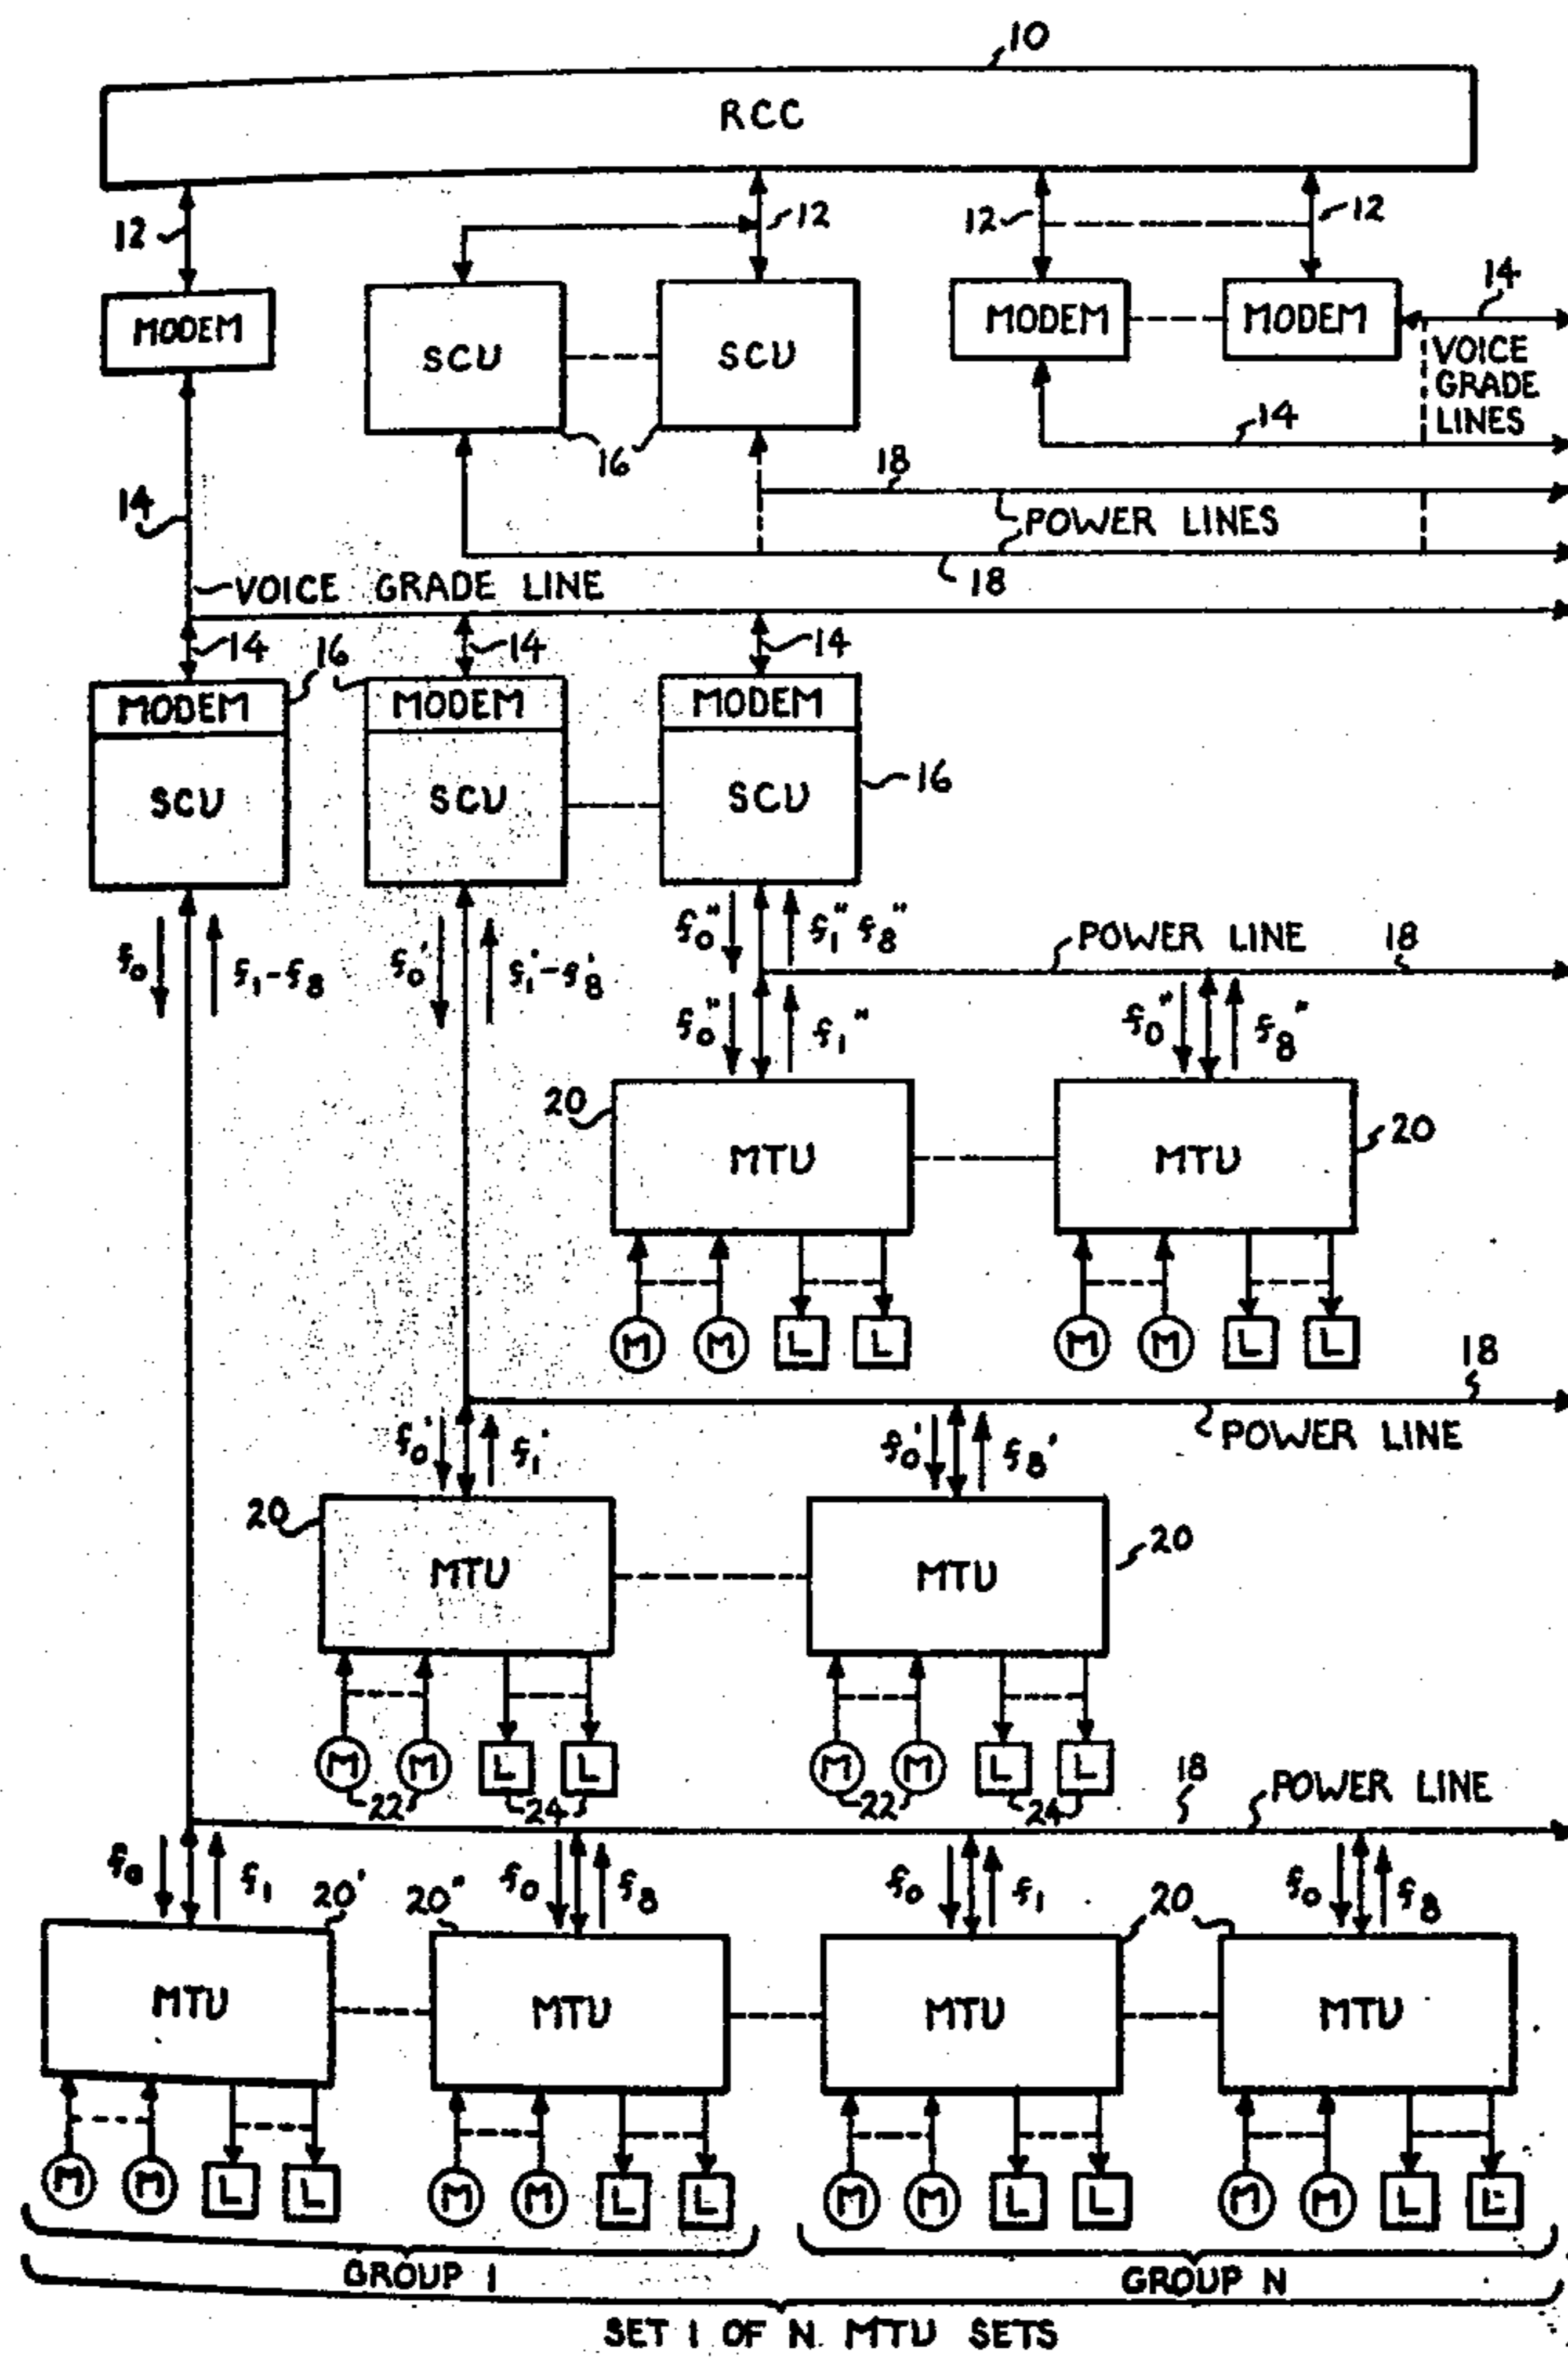 10
RCC
12
12
12
12
MODEM
SCU
SCU
MODEM
MODEM
14
VOICE
GRADE
LINES
14
16
18
14
POWER LINES
18
VOICE GRADE LINE
14
16
14
14
MODEM
MODEM
MODEM
SCU
SCU
SCU
16
f0
f1-f8
f0'
f1'-f8'
f0"
f1" f8"
POWER LINE
18
f0"
f1"
f0"
f8"
20
MTU
MTU
20
M
M
L
L
M
M
L
L
18
f0'
f1'
f0'
f8'
POWER LINE
20
MTU
MTU
20
M
M
L
L
M
M
L
L
22
24
22
24
18
POWER LINE
f0
f1
20'
20"
f0
f8
f0
f1
20
f0
f8
MTU
MTU
MTU
MTU
M
M
L
L
M
M
L
L
M
M
L
L
M
M
L
L
GROUP 1
GROUP N
SET 1 OF N MTU SETS